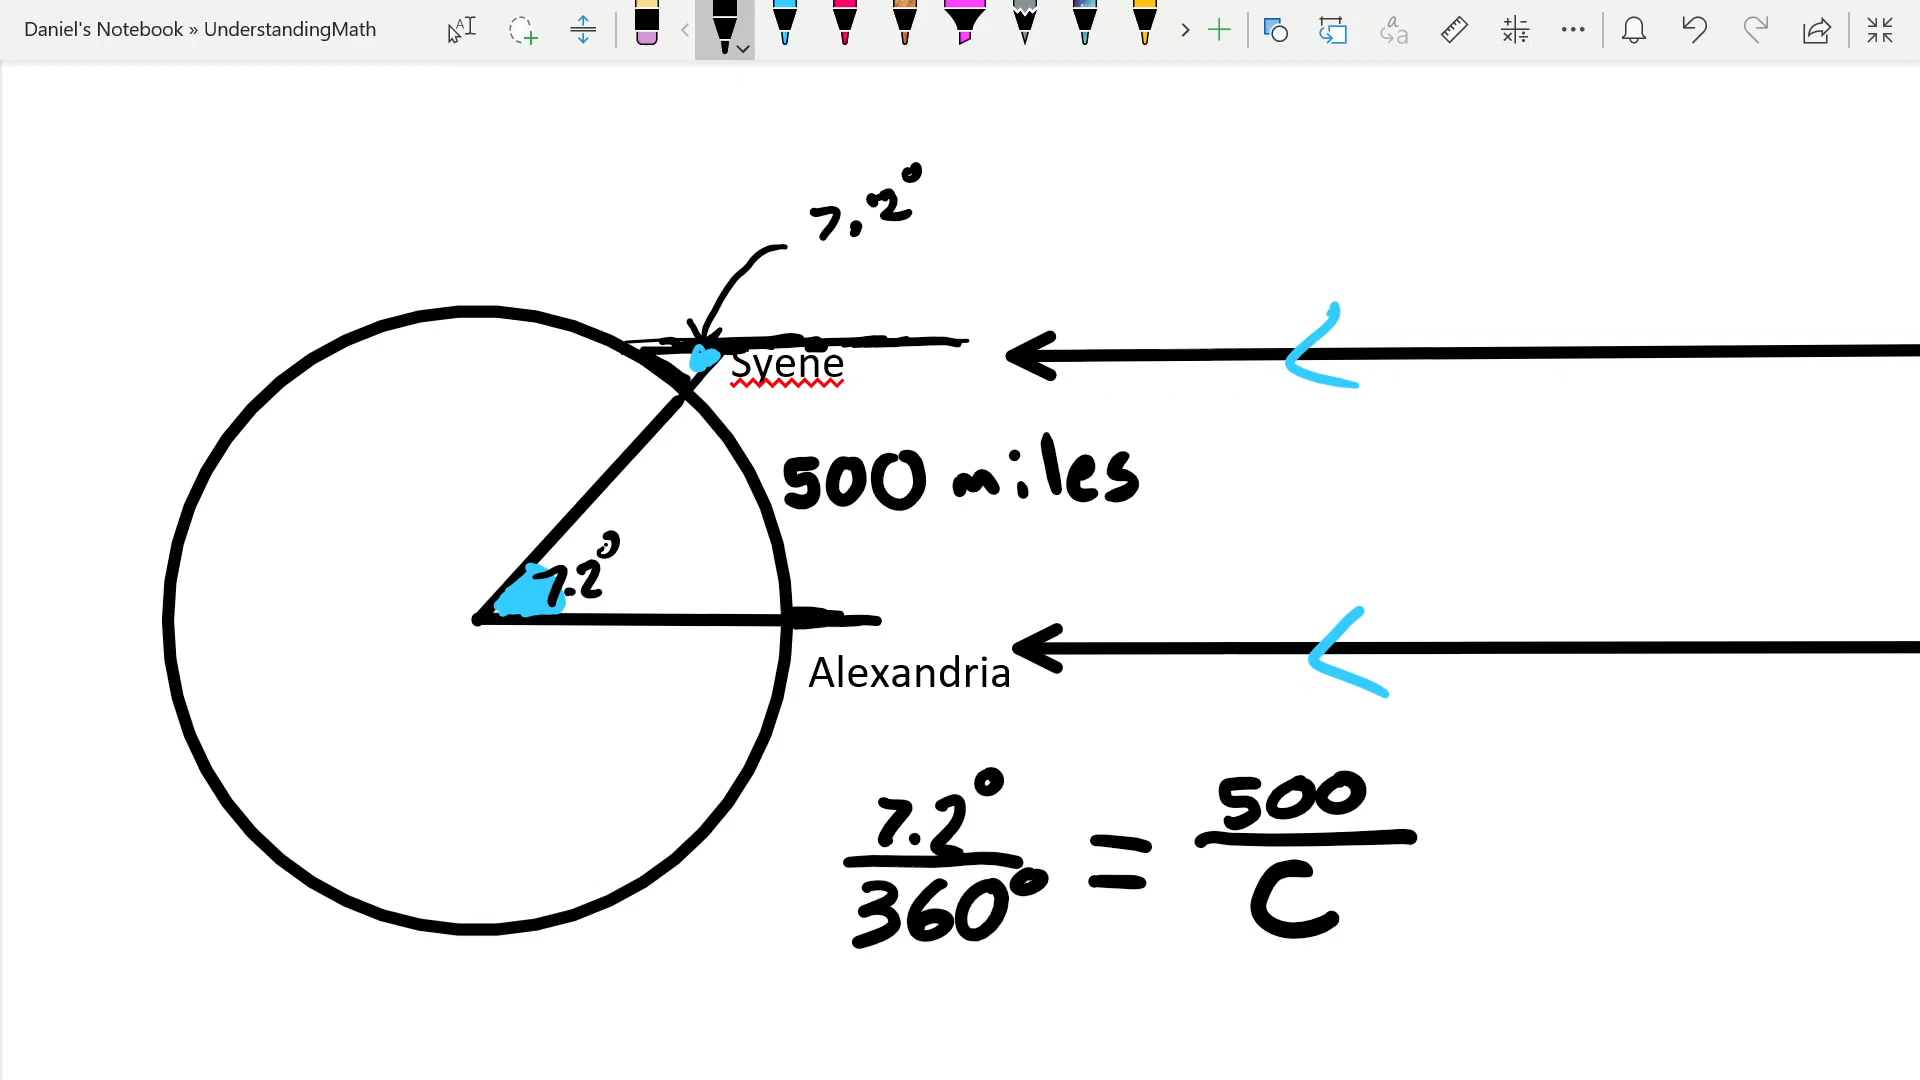 Daniel's Notebook » UnderstandingMath
7.2°
Syene
500 miles
7.2°
Alexandria
7.2° = 500
360° C